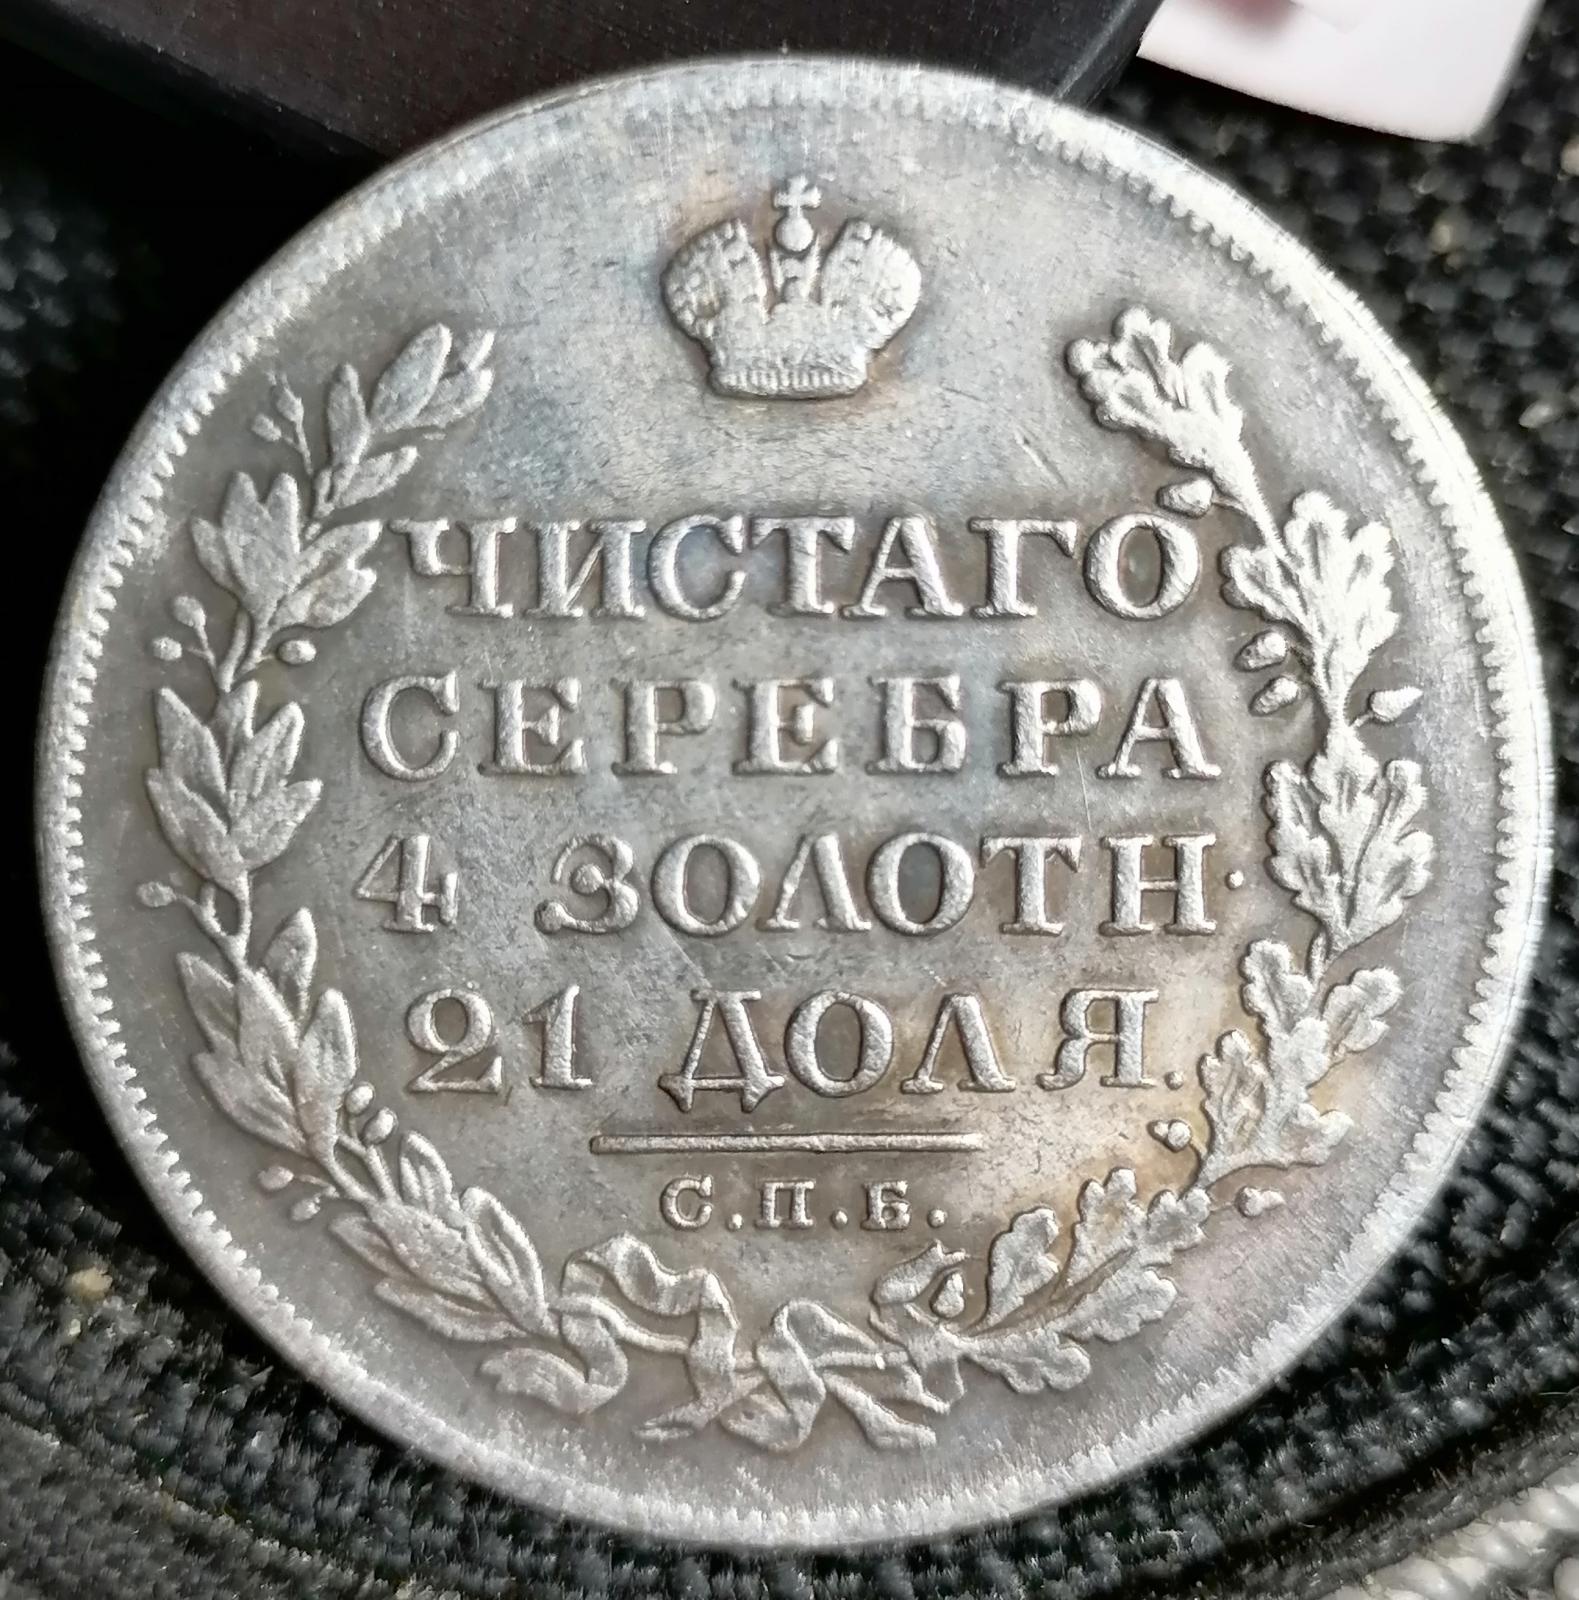 ЧИСТАГО
СЕРЕБРА
4 ЗОЛОТН·
21 ДОЛЯ.
С.П.Б.